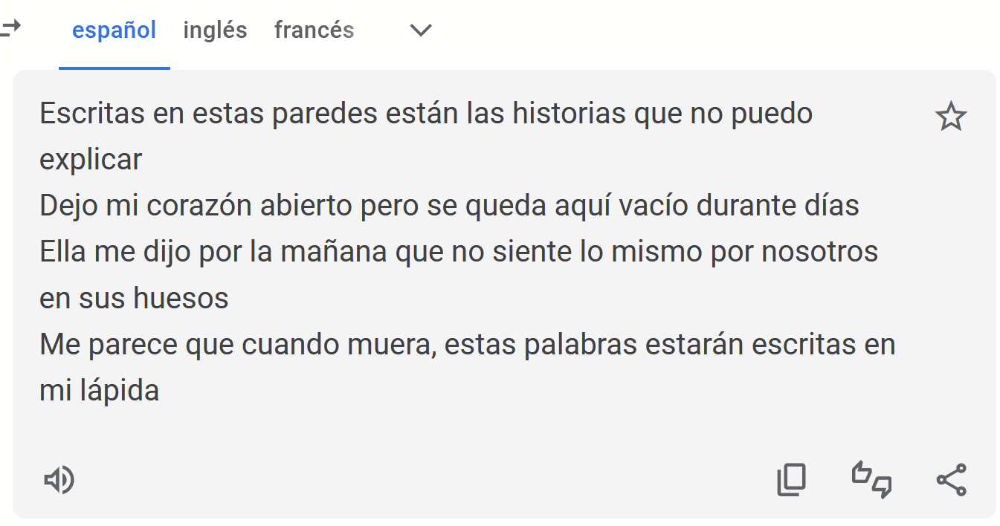 español inglés francés
Escritas en estas paredes están las historias que no puedo
explicar
Dejo mi corazón abierto pero se queda aquí vacío durante días
Ella me dijo por la mañana que no siente lo mismo por nosotros
en sus huesos
Me parece que cuando muera, estas palabras estarán escritas en
mi lápida